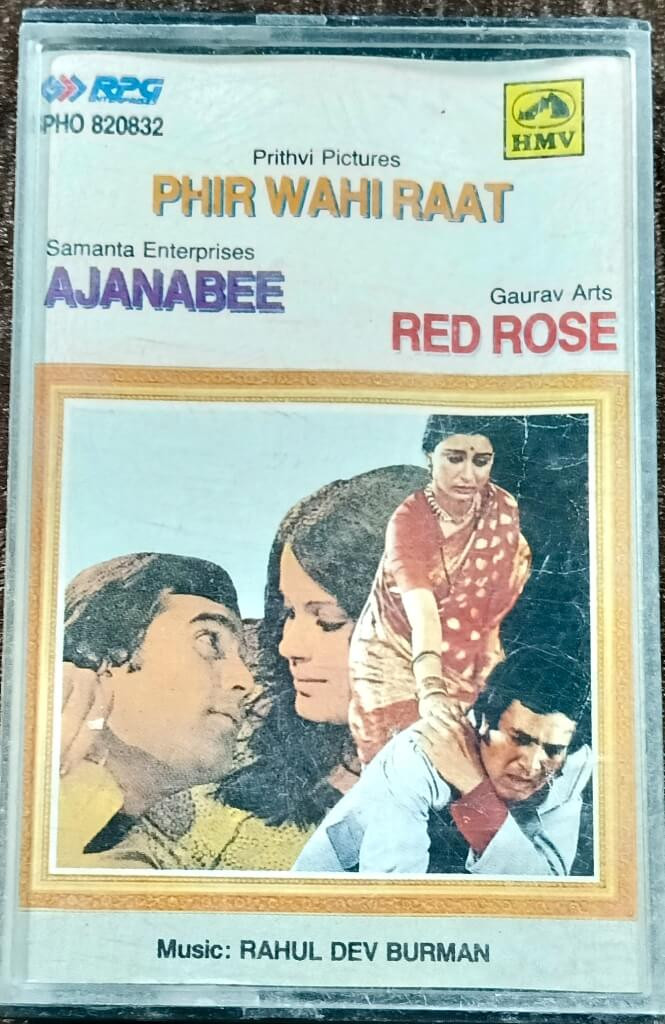 RPG
ENTERPRISES
PHO 820832
HMV
Prithvi Pictures
PHIR WAHI RAAT
Samanta Enterprises
AJANABEE
Gaurav Arts
RED ROSE
Music: RAHUL DEV BURMAN